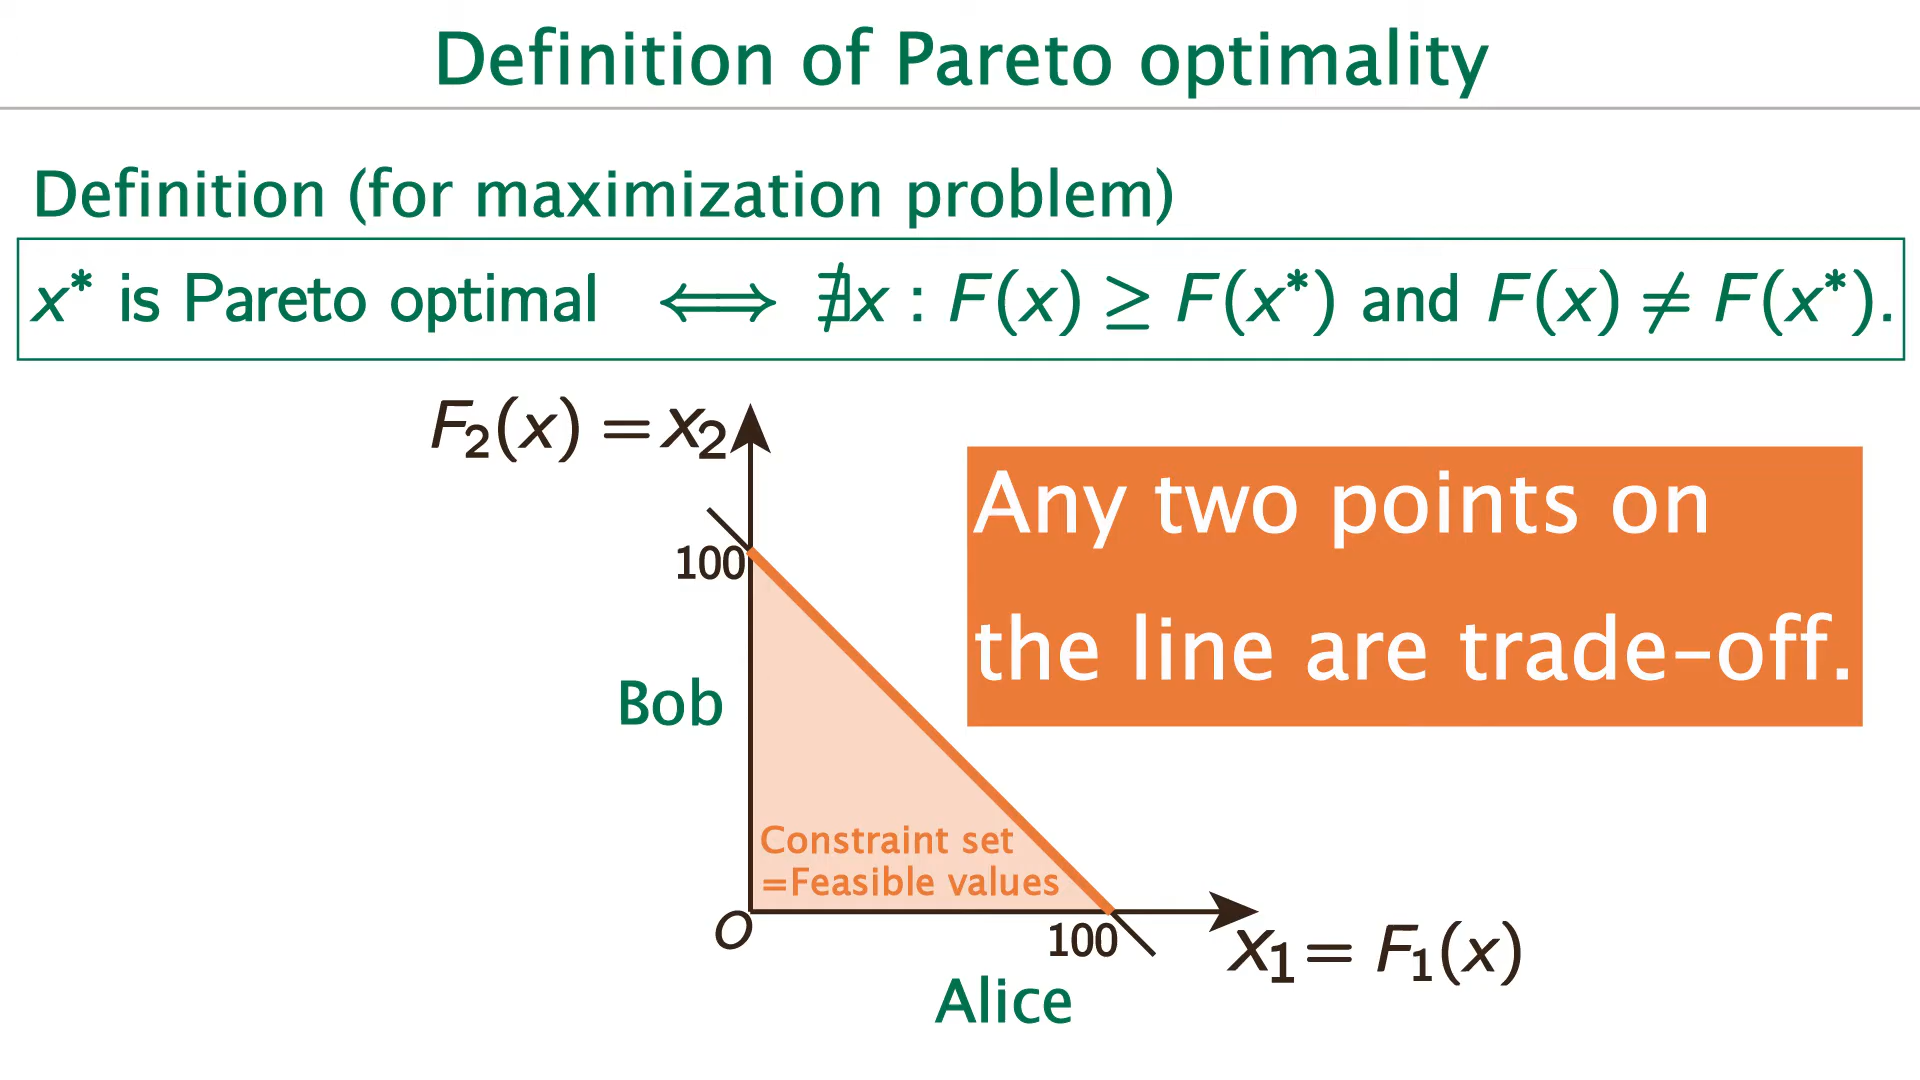 Definition of Pareto optimality
Definition (for maximization problem)
x* is Pareto optimal ⟺ ∄x : F(x) ≥ F(x*) and F(x) ≠ F(x*).
F₂(x) = x₂
Any two points on
the line are trade-off.
100
Bob
Constraint set
=Feasible values
O
100
x₁ = F₁(x)
Alice